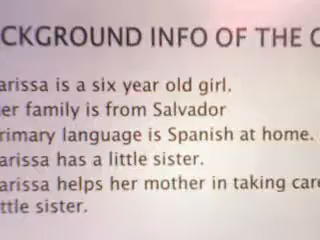 CKGROUND INFO OF THE C
arissa is a six year old girl.
er family is from Salvador
rimary language is Spanish at home.
arissa has a little sister.
arissa helps her mother in taking care
ttle sister.